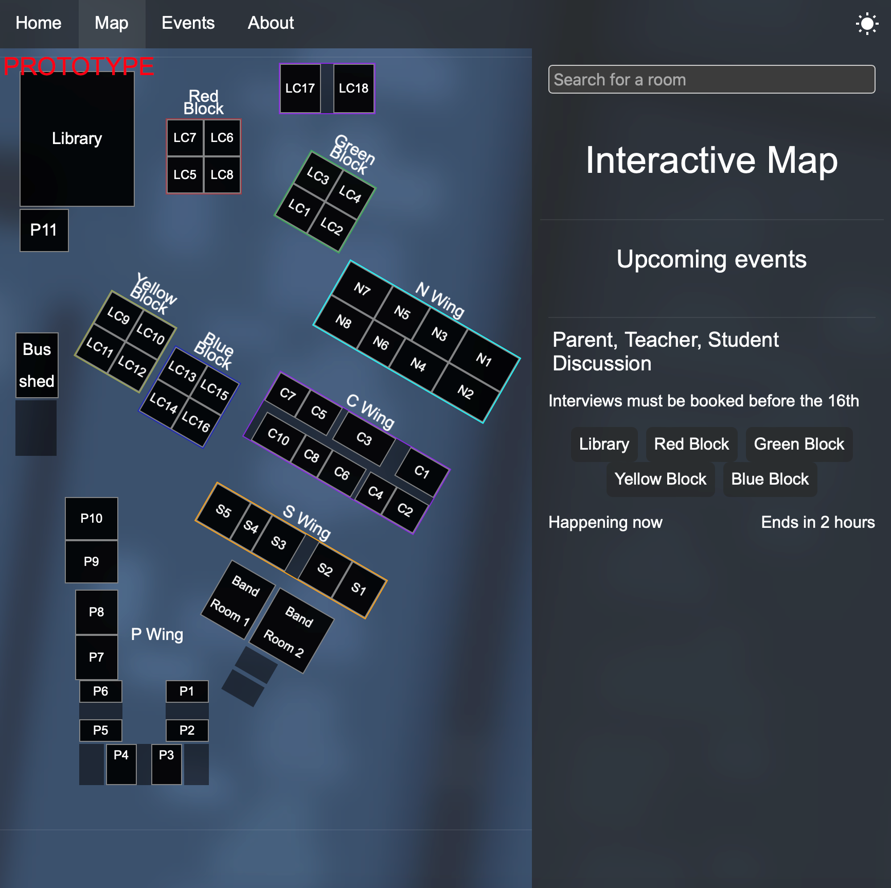 Home Map Events About
PROTOTYPE
Library
P11
Red
Block
LC7 LC6
LC5 LC8
LC17 LC18
Green
Block
LC3 LC4
LC1 LC2
N Wing
N7 N5 N3 N1
N8 N6 N4 N2
Yellow
Block
LC9 LC10
LC11 LC12
Blue
Block
LC13 LC15
LC14 LC16
Bus
shed
C Wing
C7 C5 C3 C1
C10 C8 C6 C4 C2
S Wing
S5 S4 S3 S2 S1
Band
Room 1
Band
Room 2
P10
P9
P8
P Wing
P7
P6 P1
P5 P2
P4 P3
Search for a room
Interactive Map
Upcoming events
Parent, Teacher, Student
Discussion
Interviews must be booked before the 16th
Library Red Block Green Block
Yellow Block Blue Block
Happening now Ends in 2 hours